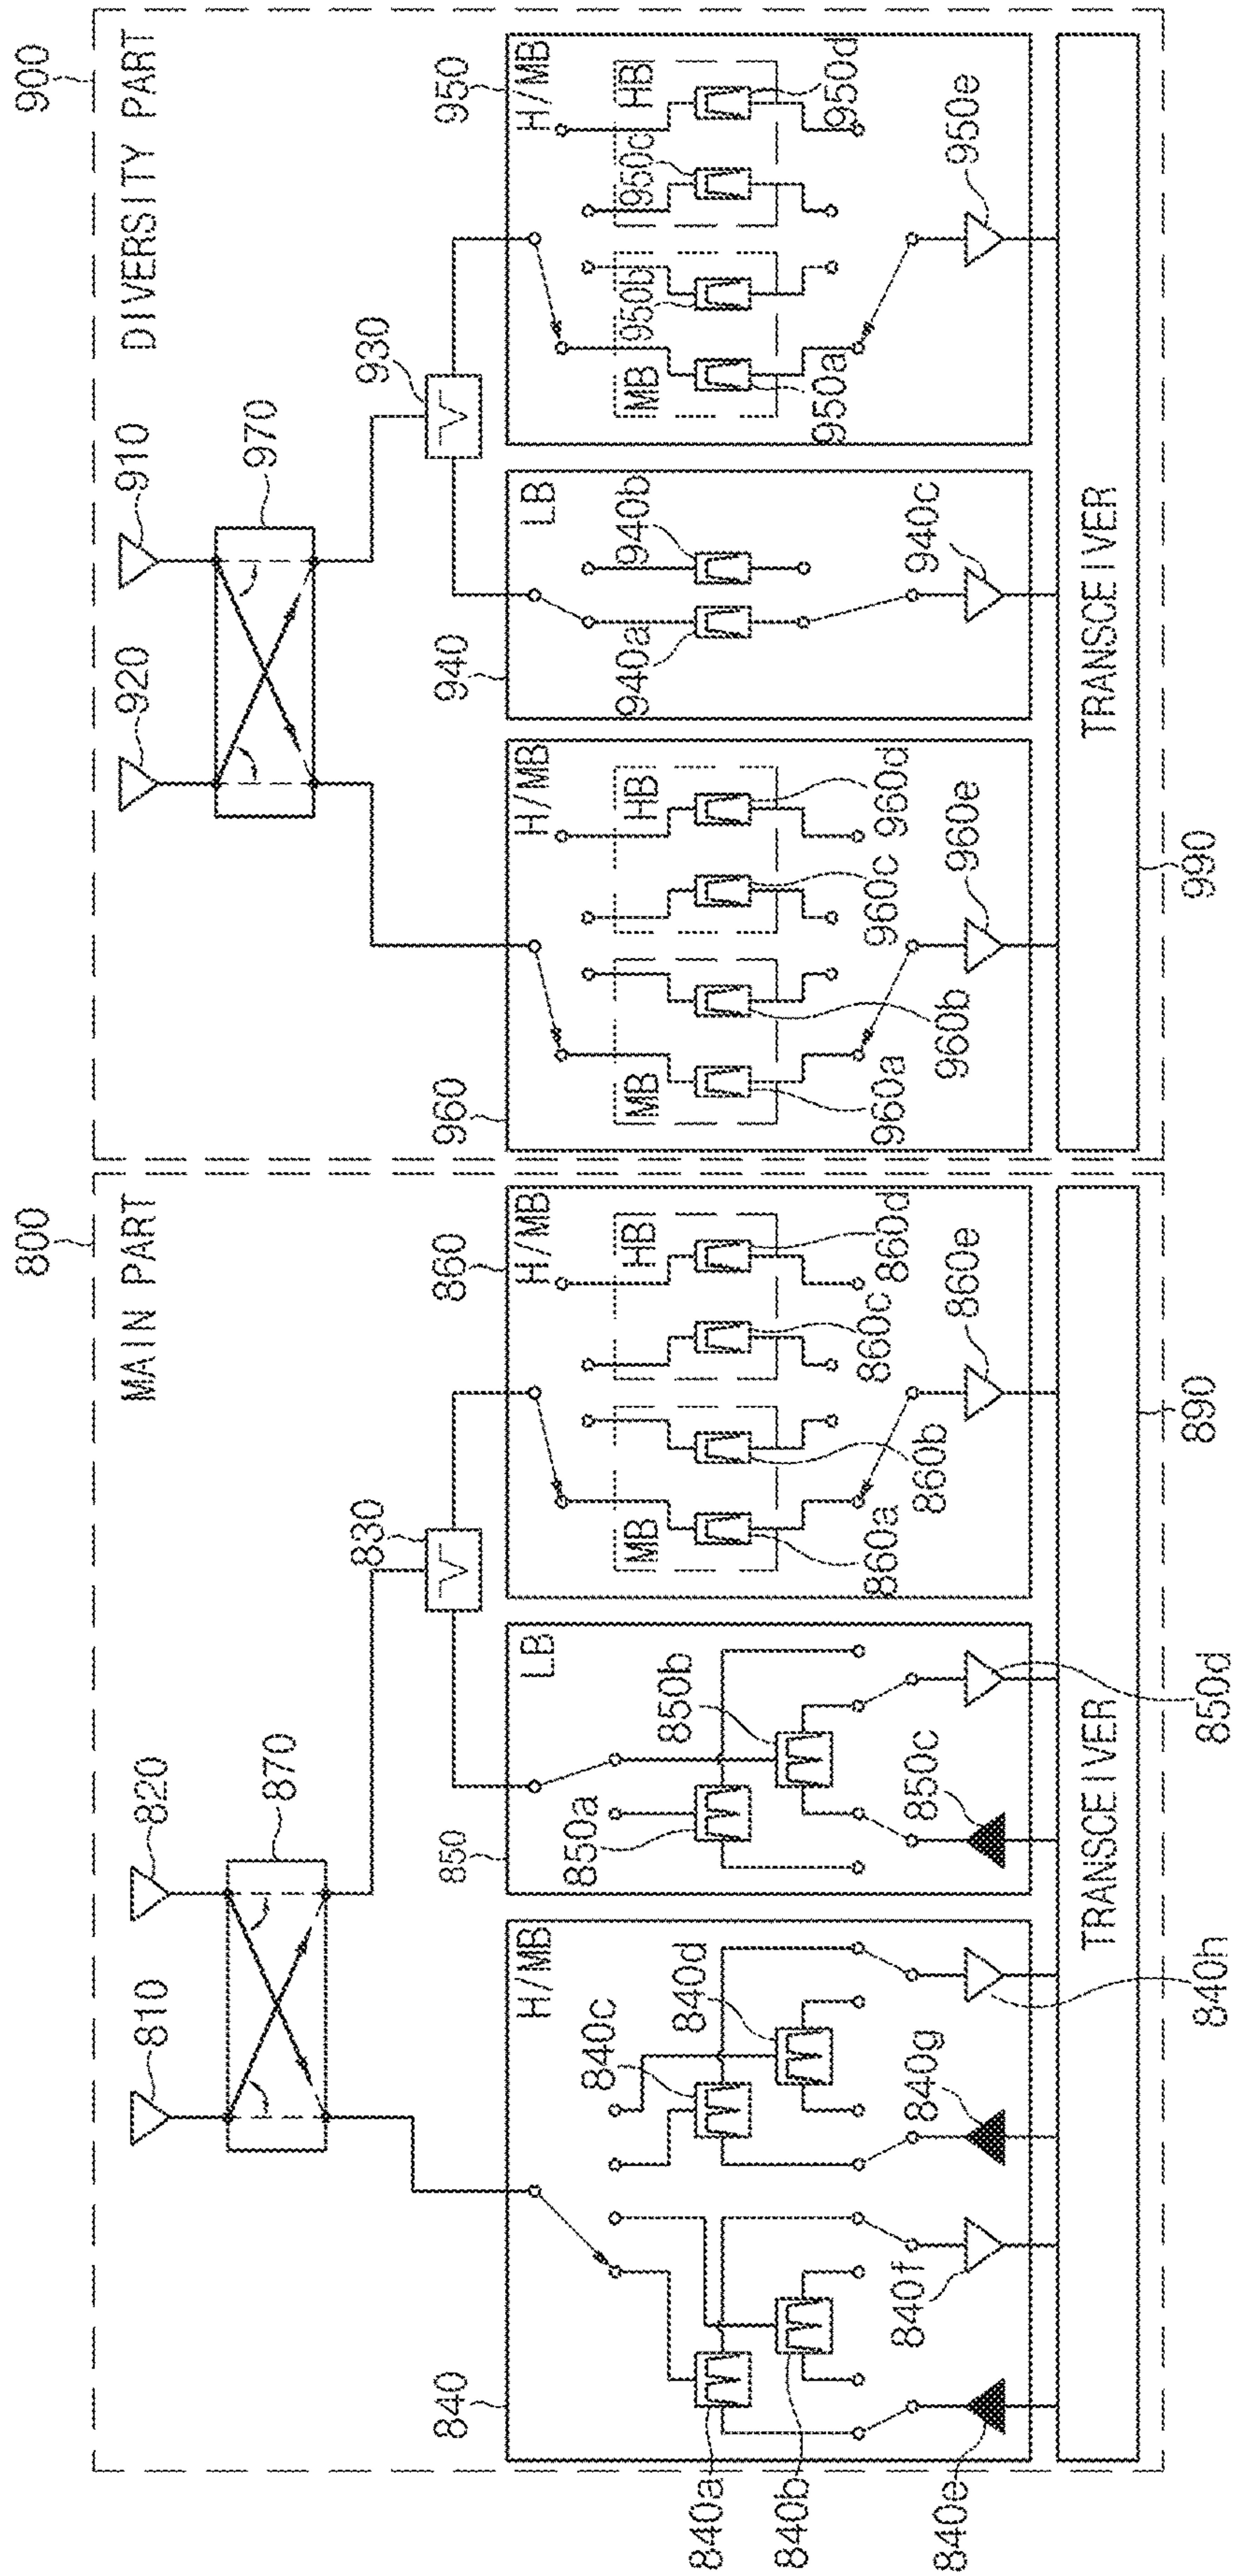 800
900
MAIN PART
DIVERSITY PART
810
820
920
910
870
970
830
930
840
H/MB
850
LB
860
H/MB
960
H/MB
940
LB
950
H/MB
840a
840b
840c
840d
840e
840f
840g
840h
850a
850b
850c
850d
MB
HB
860a
860b
860c
860d
860e
MB
HB
960a
960b
960c
960d
960e
940a
940b
940c
MB
HB
950a
950b
950c
950d
950e
TRANSCEIVER
TRANSCEIVER
890
990